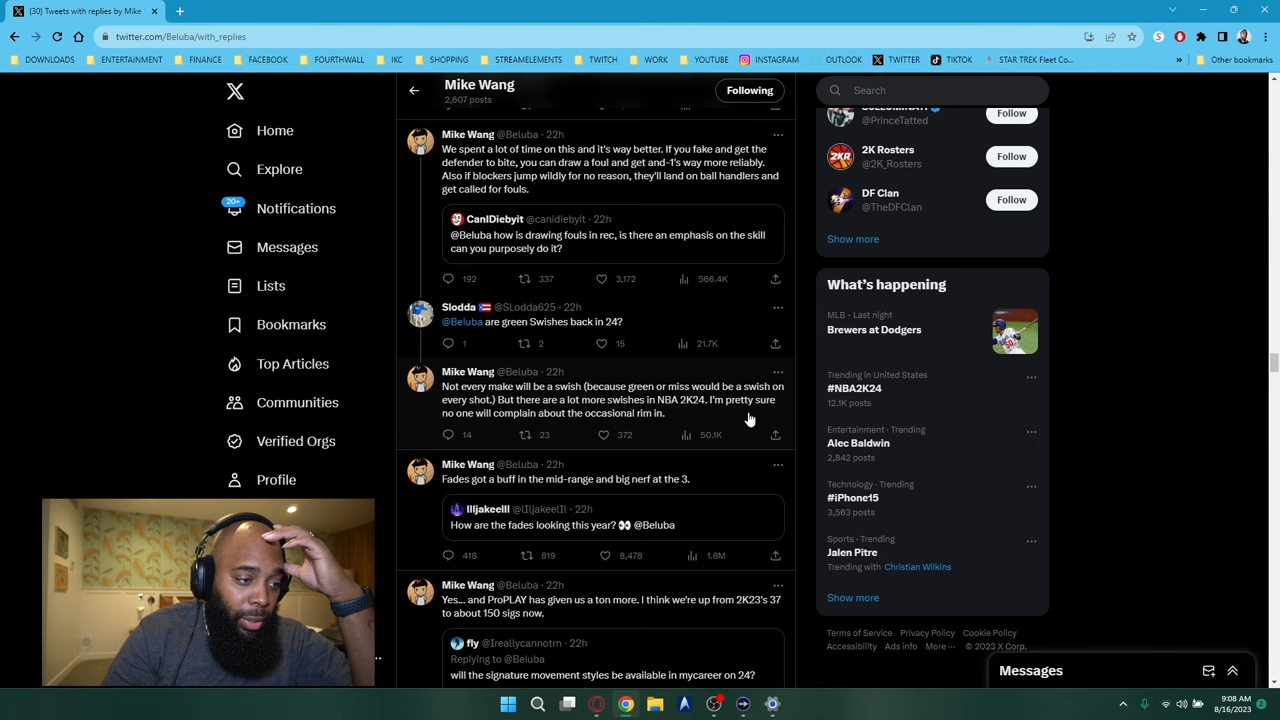 (30) Tweets with replies by Mike
twitter.com/Beluba/with_replies
DOWNLOADS ENTERTAINMENT FINANCE FACEBOOK FOURTHWALL IKC SHOPPING STREAMELEMENTS TWITCH WORK YOUTUBE INSTAGRAM OUTLOOK TWITTER TIKTOK STAR TREK Fleet Co... » Other bookmarks
Home
Explore
20+
Notifications
Messages
Lists
Bookmarks
Top Articles
Communities
Verified Orgs
Profile
Mike Wang
2,607 posts
Following
Mike Wang @Beluba · 22h
We spent a lot of time on this and it's way better. If you fake and get the
defender to bite, you can draw a foul and get and-1's way more reliably.
Also if blockers jump wildly for no reason, they'll land on ball handlers and
get called for fouls.
CanIDiebyit @canidiebyit · 22h
@Beluba how is drawing fouls in rec, is there an emphasis on the skill
can you purposely do it?
192 337 3,172 566.4K
Slodda @SLodda625 · 22h
@Beluba are green Swishes back in 24?
1 2 15 21.7K
Mike Wang @Beluba · 22h
Not every make will be a swish (because green or miss would be a swish on
every shot.) But there are a lot more swishes in NBA 2K24. I'm pretty sure
no one will complain about the occasional rim in.
14 23 372 50.1K
Mike Wang @Beluba · 22h
Fades got a buff in the mid-range and big nerf at the 3.
· 22h
How are the fades looking this year? 👀 @Beluba
418 819 8,478 1.8M
Mike Wang @Beluba · 22h
Yes... and ProPLAY has given us a ton more. I think we're up from 2K23's 37
to about 150 sigs now.
fly @Ireallycannotrn · 22h
Replying to @Beluba
will the signature movement styles be available in mycareer on 24?
Search
@PrinceTatted
Follow
2KR
2K Rosters
@2K_Rosters
Follow
DF Clan
@TheDFClan
Follow
Show more
What's happening
MLB · Last night
Brewers at Dodgers
Trending in United States
#NBA2K24
12.1K posts
Entertainment · Trending
Alec Baldwin
2,842 posts
Technology · Trending
#iPhone15
3,563 posts
Sports · Trending
Jalen Pitre
Trending with Christian Wilkins
Show more
Terms of Service Privacy Policy Cookie Policy
Accessibility Ads info More ··· © 2023 X Corp.
Messages
9:08 AM
8/16/2023
2